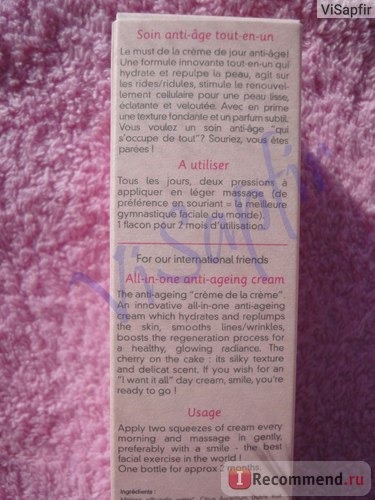 ViSapfir
Soin anti-âge tout-en-un
Le must de la crème de jour anti-âge!
Une formule innovante tout-en-un qui
hydrate et repulpe la peau, agit sur
les rides/ridules, stimule le renouvel-
lement cellulaire pour une peau lisse,
éclatante et veloutée. Avec en prime
une texture fondante et un parfum subtil.
Vous voulez un soin anti-âge "qui
s'occupe de tout"? Souriez, vous êtes
parées !
A utiliser
Tous les jours, deux pressions à
appliquer en léger massage (de
préférence en souriant = la meilleure
gymnastique faciale du monde).
1 flacon pour 2 mois d'utilisation.
For our international friends
All-in-one anti-ageing cream
The anti-ageing "crème de la crème".
An innovative all-in-one anti-ageing
cream which hydrates and replumps
the skin, smooths lines/wrinkles,
boosts the regeneration process for
a healthy, glowing radiance. The
cherry on the cake : its silky texture
and delicate scent. If you wish for an
"I want it all" day cream, smile, you're
ready to go !
Usage
Apply two squeezes of cream every
morning and massage in gently,
preferably with a smile - the best
facial exercise in the world !
One bottle for approx 2 months.
Ingrédients :
ViSapfir
I Recommend.ru